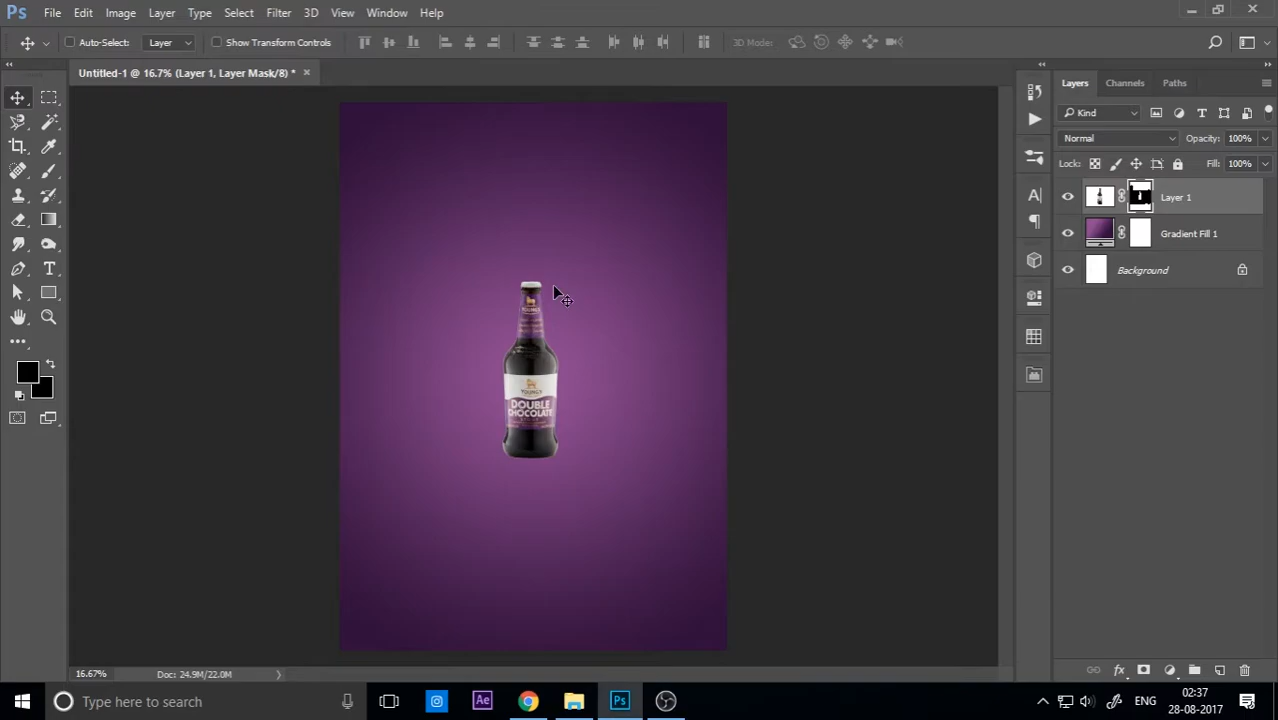 Ps File Edit Image Layer Type Select Filter 3D View Window Help
Auto-Select: Layer Show Transform Controls 3D Mode:
Untitled-1 @ 16.7% (Layer 1, Layer Mask/8) * ×
Layers Channels Paths
Kind
Normal Opacity: 100%
Lock: Fill: 100%
Layer 1
Gradient Fill 1
Background
YOUNG'S
DOUBLE
CHOCOLATE
16.67% Doc: 24.9M/22.0M
Type here to search
Ae
Ps
ENG
02:37
28-08-2017